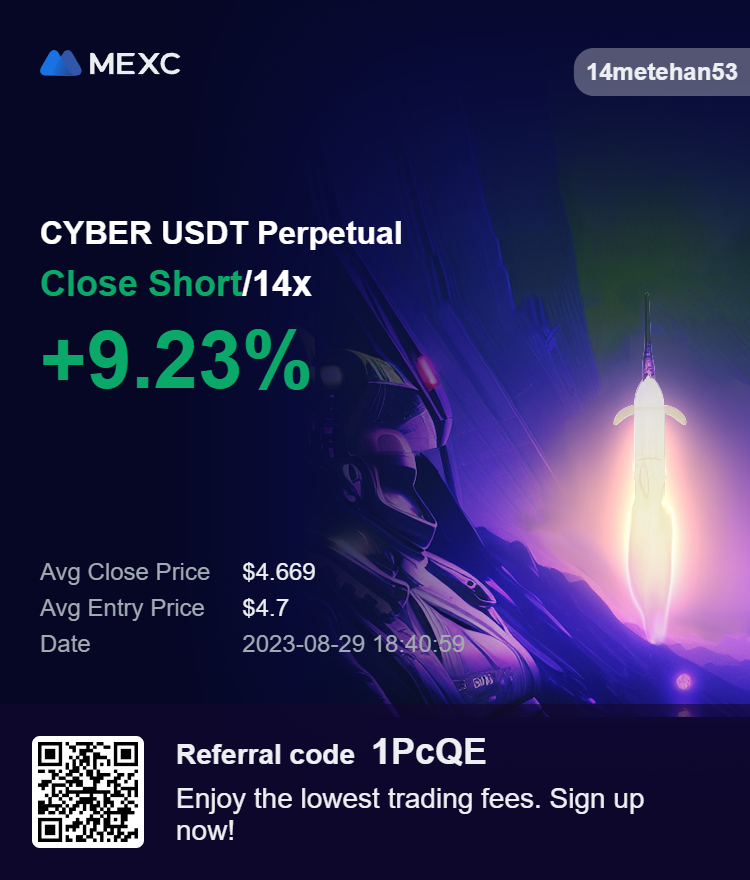 MEXC
14metehan53
CYBER USDT Perpetual
Close Short/14x
+9.23%
Avg Close Price $4.669
Avg Entry Price $4.7
Date 2023-08-29 18:40:59
Referral code 1PcQE
Enjoy the lowest trading fees. Sign up
now!